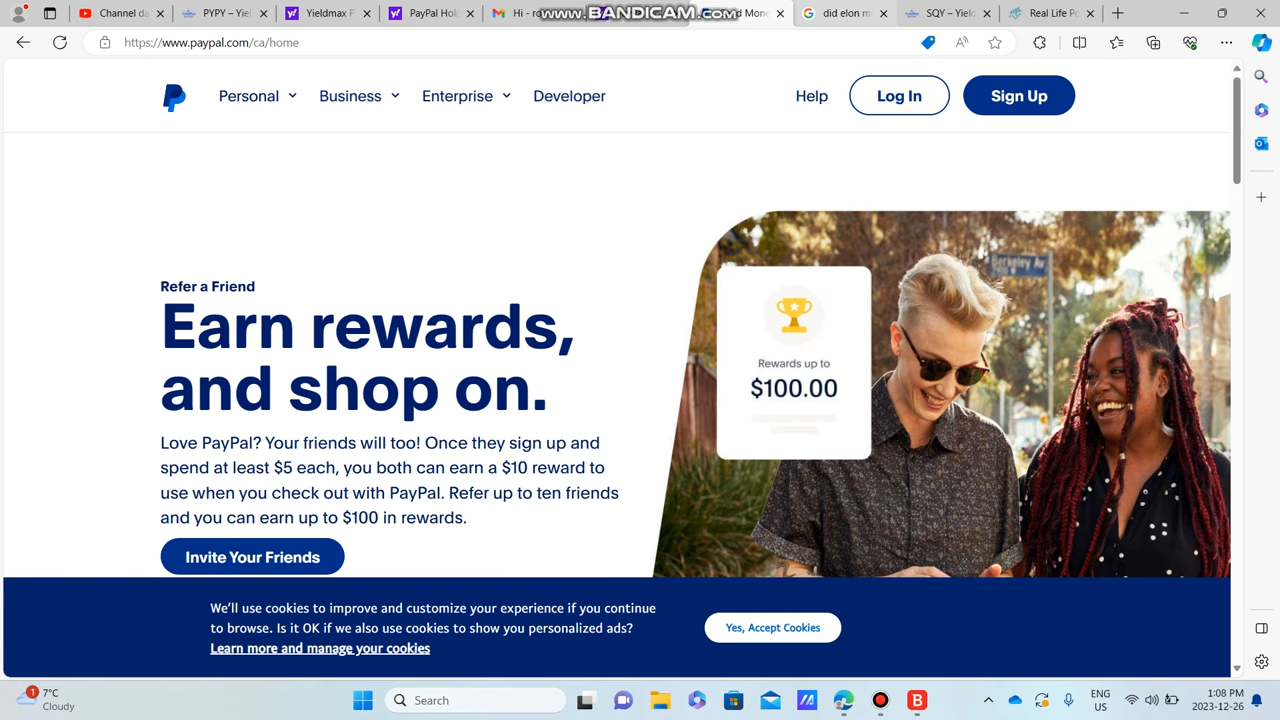 www.BANDICAM.com
Channel da
PYPY – Yiel
Yieldmax P
PayPal Hol
Hi - ro
did elon m
SQY – Yield
Real Life Po
https://www.paypal.com/ca/home
Personal Business Enterprise Developer Help Log In Sign Up
Berkeley Av
Refer a Friend
Earn rewards,
and shop on.
Rewards up to
$100.00
Love PayPal? Your friends will too! Once they sign up and
spend at least $5 each, you both can earn a $10 reward to
use when you check out with PayPal. Refer up to ten friends
and you can earn up to $100 in rewards.
Invite Your Friends
We'll use cookies to improve and customize your experience if you continue
to browse. Is it OK if we also use cookies to show you personalized ads?
Learn more and manage your cookies
Yes, Accept Cookies
1
7°C
Cloudy
Search
B
ENG
US
1:08 PM
2023-12-26